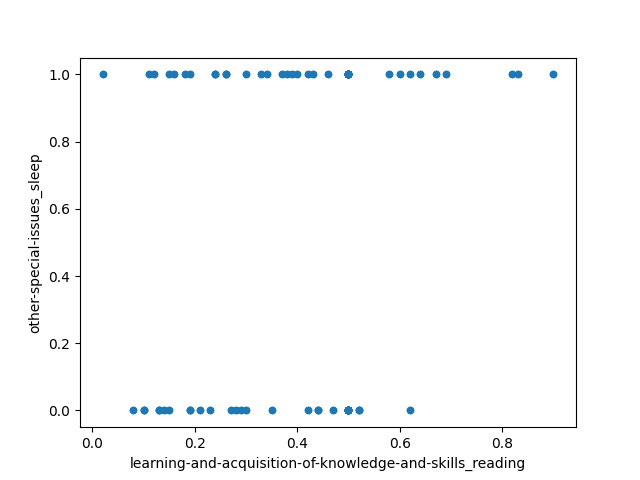 1.0
0.8
0.6
0.4
0.2
0.0
other-special-issues_sleep
0.0 0.2 0.4 0.6 0.8
learning-and-acquisition-of-knowledge-and-skills_reading